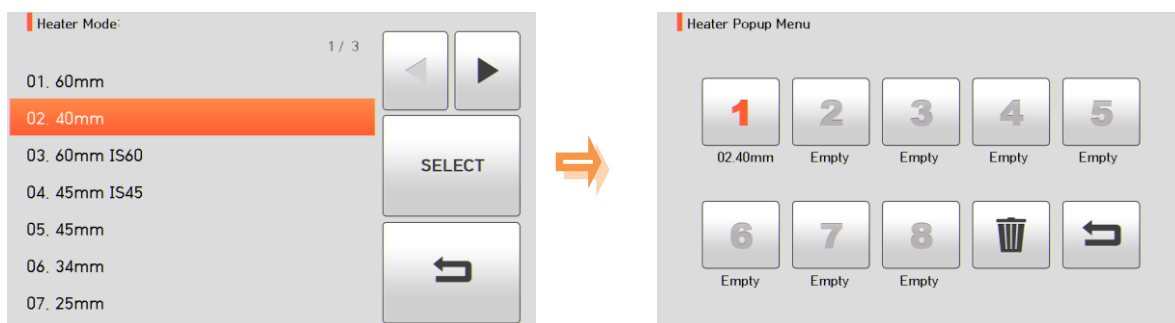 Heater Mode:
1 / 3
01. 60mm
02. 40mm
03. 60mm IS60
04. 45mm IS45
05. 45mm
06. 34mm
07. 25mm
SELECT
Heater Popup Menu
1 2 3 4 5
02.40mm Empty Empty Empty Empty
6 7 8
Empty Empty Empty